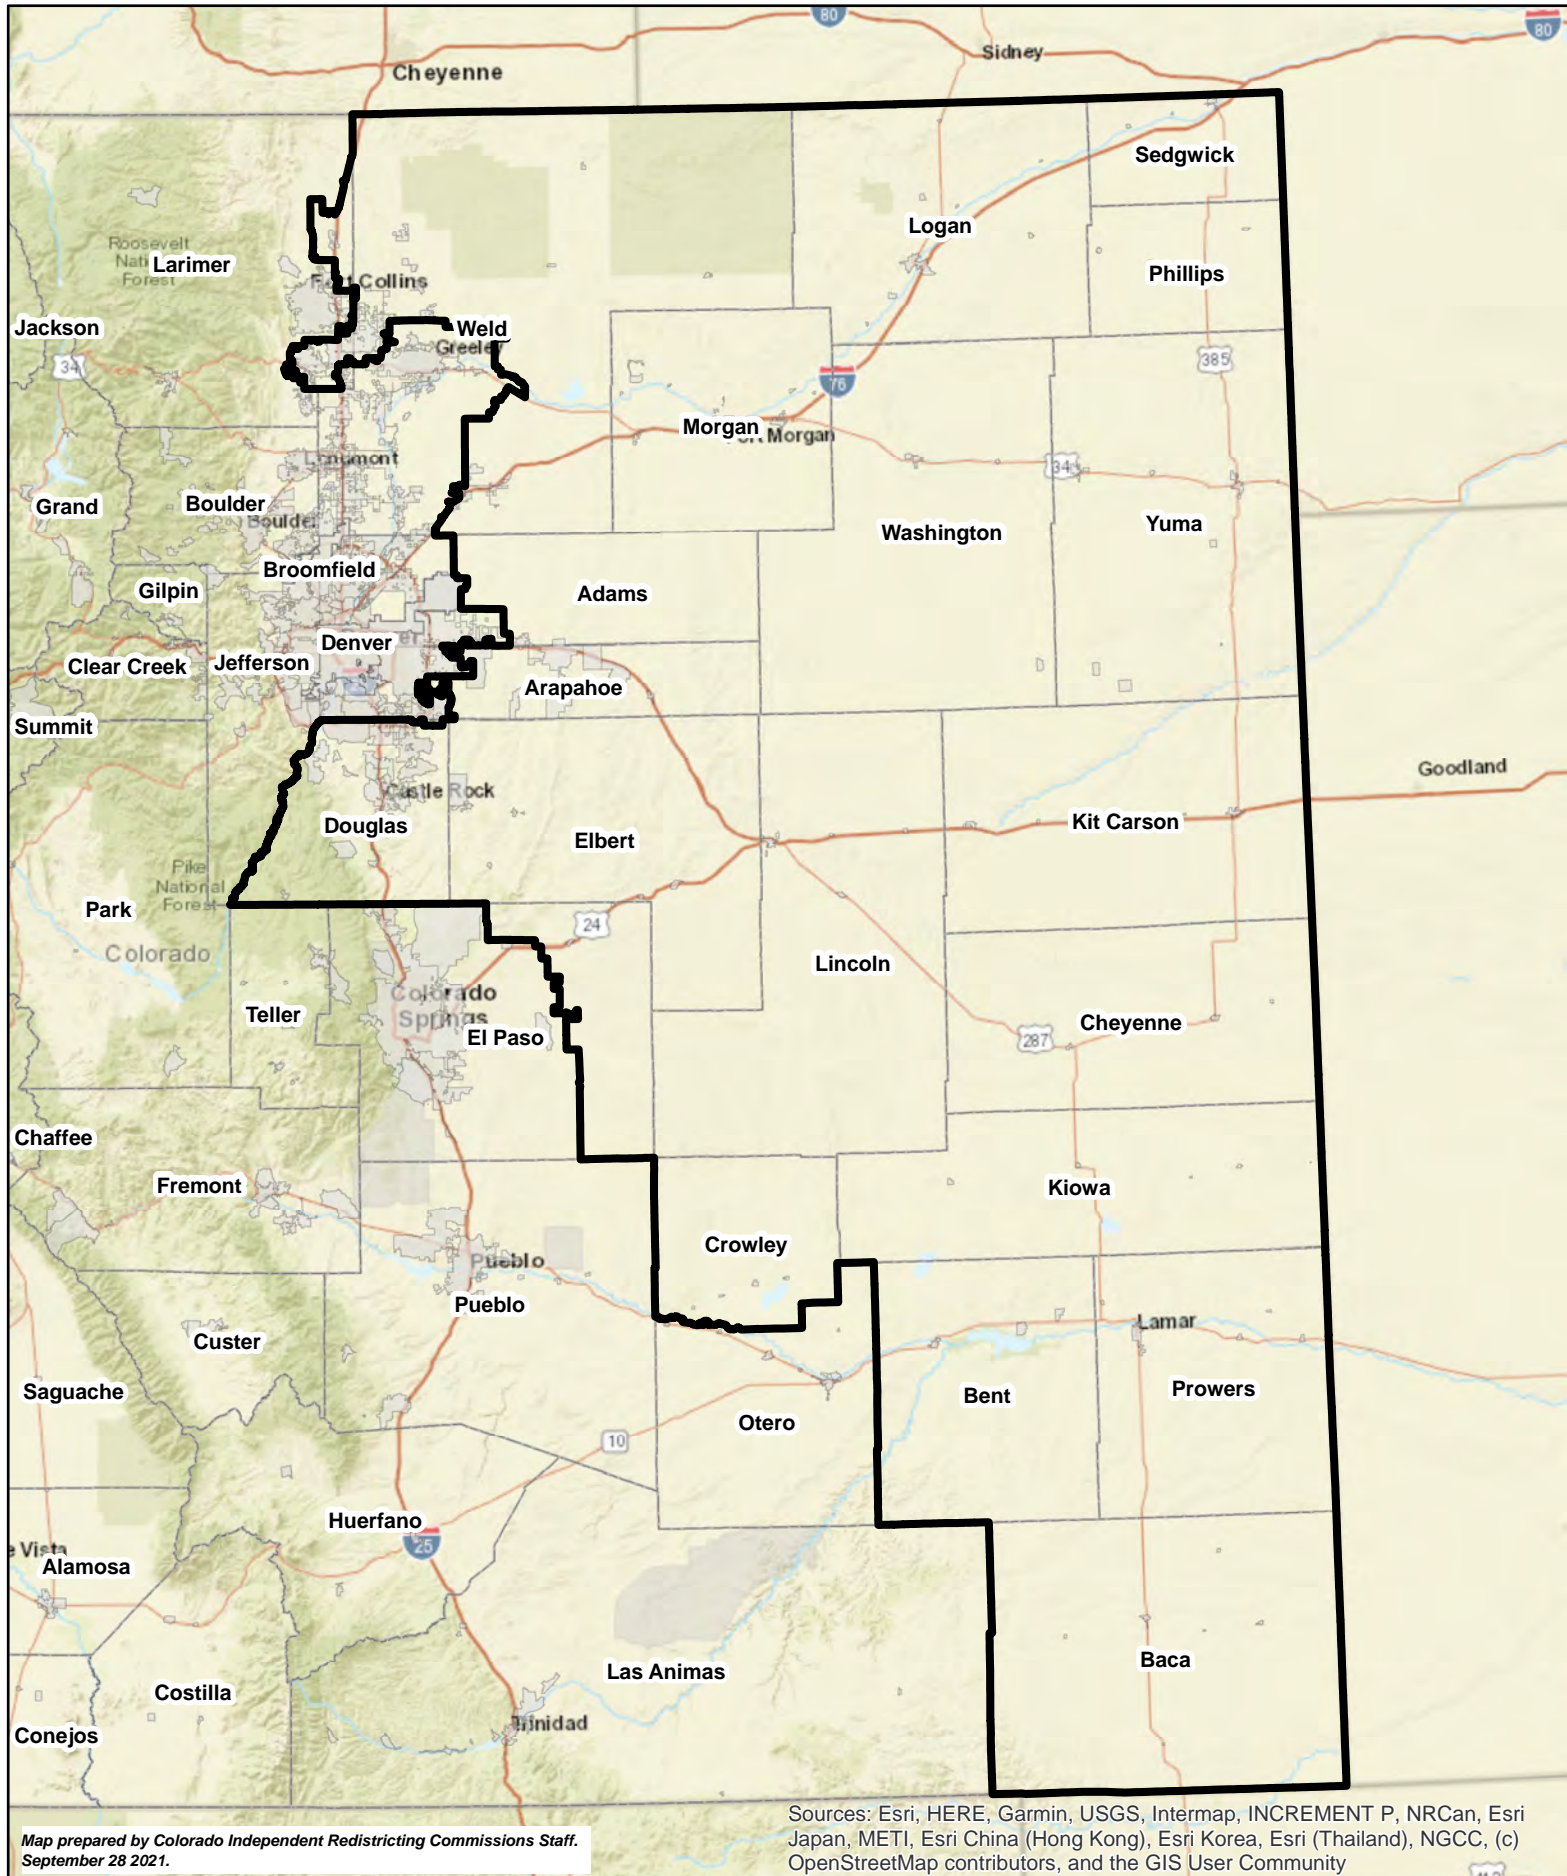 80
80
Sidney
Cheyenne
Sedgwick
Logan
Roosevelt
Forest
Larimer
Phillips
Fort Collins
Jackson
Weld
Greeley
34
385
76
Morgan
Morgan
Longmont
34
Grand
Boulder
Boulder
Yuma
Washington
Broomfield
Gilpin
Adams
Denver
Clear Creek
Jefferson
Arapahoe
Summit
Goodland
Castle Rock
Douglas
Kit Carson
Elbert
Pike
National
Forest
Park
24
Colorado
Lincoln
Colorado
Springs
Teller
Cheyenne
El Paso
287
Chaffee
Fremont
Kiowa
Crowley
Pueblo
Pueblo
Lamar
Custer
Saguache
Prowers
Bent
Otero
10
Huerfano
25
Vista
Alamosa
Baca
Las Animas
Costilla
Trinidad
Conejos
Map prepared by Colorado Independent Redistricting Commissions Staff.
September 28 2021.
Sources: Esri, HERE, Garmin, USGS, Intermap, INCREMENT P, NRCan, Esri
Japan, METI, Esri China (Hong Kong), Esri Korea, Esri (Thailand), NGCC, (c)
OpenStreetMap contributors, and the GIS User Community